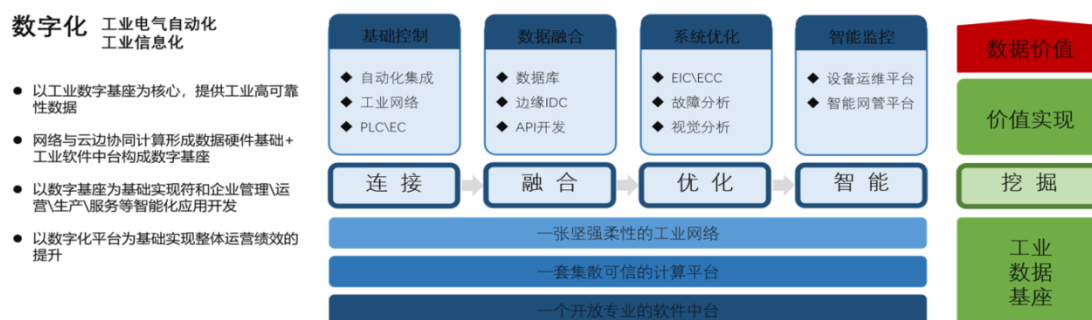 数字化
工业电气自动化
工业信息化
● 以工业数字基座为核心，提供工业高可靠
性数据
● 网络与云边协同计算形成数据硬件基础+
工业软件中台构成数字基座
● 以数字基座为基础实现符和企业管理\运
营\生产\服务等智能化应用开发
● 以数字化平台为基础实现整体运营绩效的
提升
基础控制
◆ 自动化集成
◆ 工业网络
◆ PLC\EC
数据融合
◆ 数据库
◆ 边缘IDC
◆ API开发
系统优化
◆ EIC\ECC
◆ 故障分析
◆ 视觉分析
智能监控
◆ 设备运维平台
◆ 智能网管平台
连 接
融 合
优 化
智 能
一张坚强柔性的工业网络
一套集散可信的计算平台
一个开放专业的软件中台
数据价值
价值实现
挖 掘
工业
数据
基座